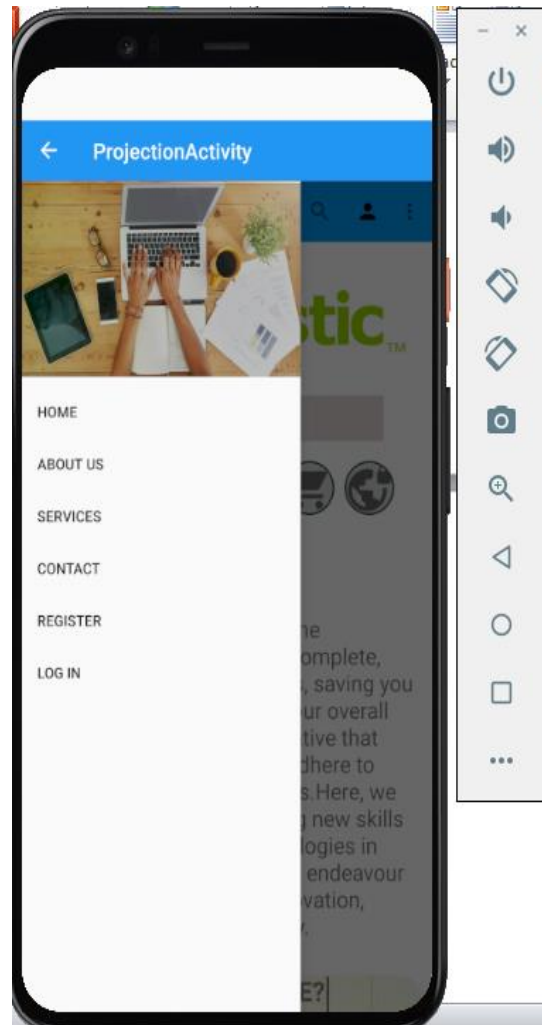 ProjectionActivity
stic
TM
HOME
ABOUT US
SERVICES
CONTACT
REGISTER
LOG IN
omplete,
, saving you
ur overall
tive that
dhere to
s.Here, we
g new skills
logies in
endeavour
vation,
E?